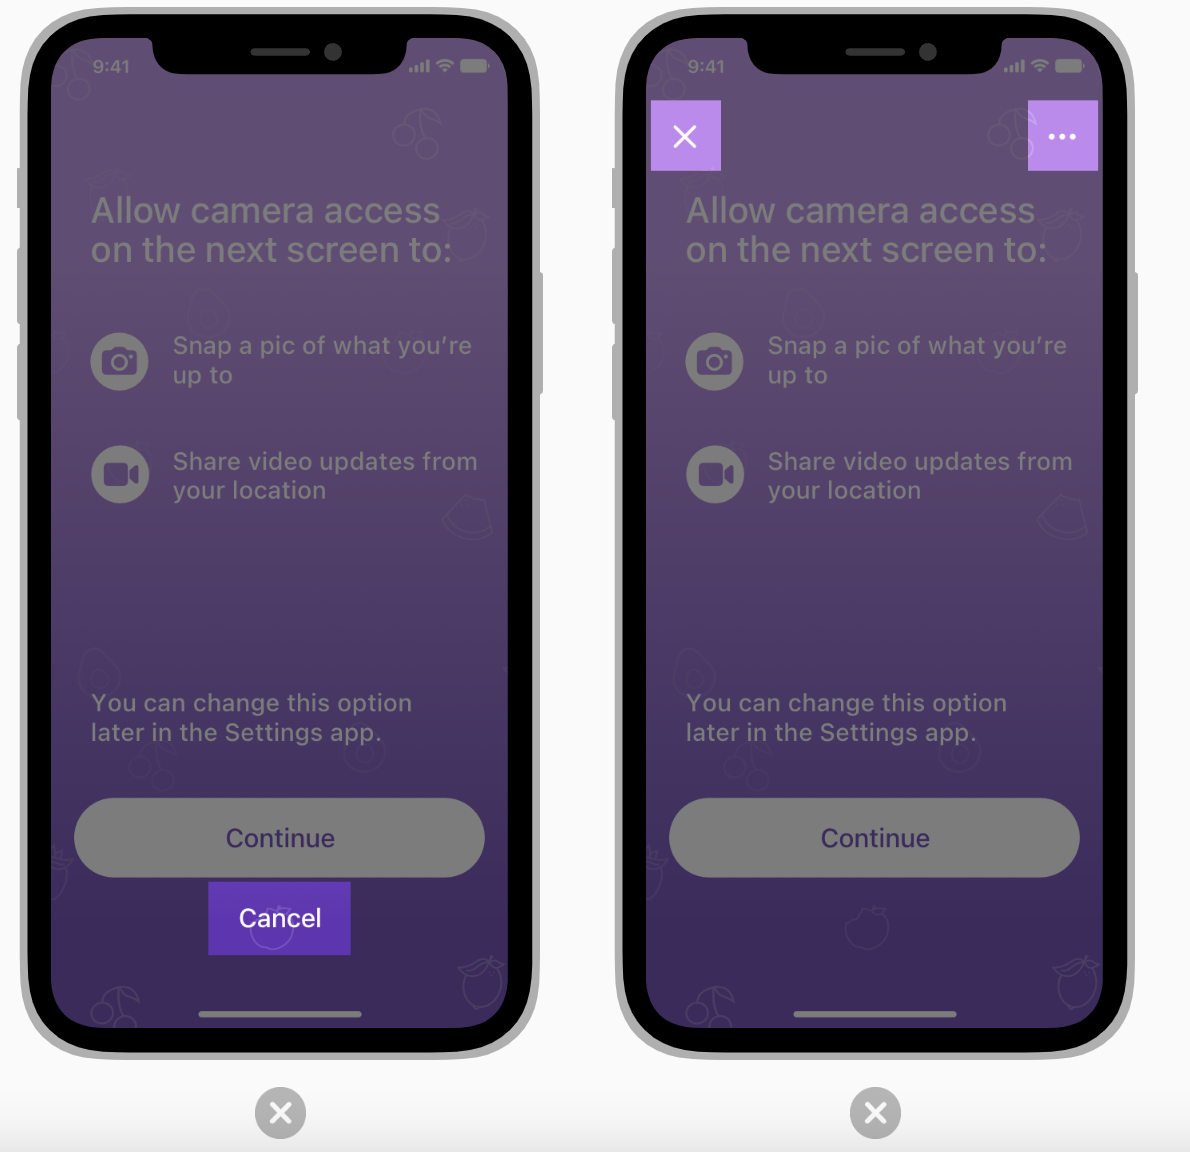 9:41
Allow camera access
on the next screen to:
Snap a pic of what you’re
up to
Share video updates from
your location
You can change this option
later in the Settings app.
Continue
Cancel
9:41
Allow camera access
on the next screen to:
Snap a pic of what you’re
up to
Share video updates from
your location
You can change this option
later in the Settings app.
Continue